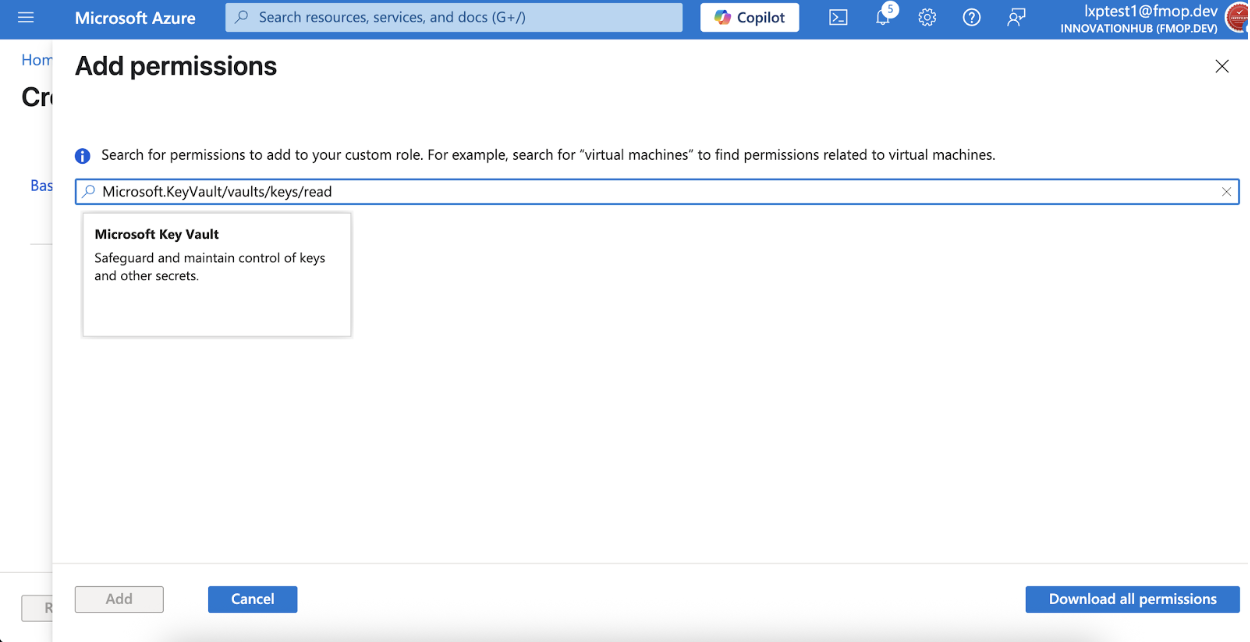 Microsoft Azure
Search resources, services, and docs (G+/)
Copilot
5
lxptest1@fmop.dev
INNOVATIONHUB (FMOP.DEV)
Hom
Add permissions
Cre
Search for permissions to add to your custom role. For example, search for “virtual machines” to find permissions related to virtual machines.
Bas
Microsoft.KeyVault/vaults/keys/read
Microsoft Key Vault
Safeguard and maintain control of keys
and other secrets.
R
Add
Cancel
Download all permissions